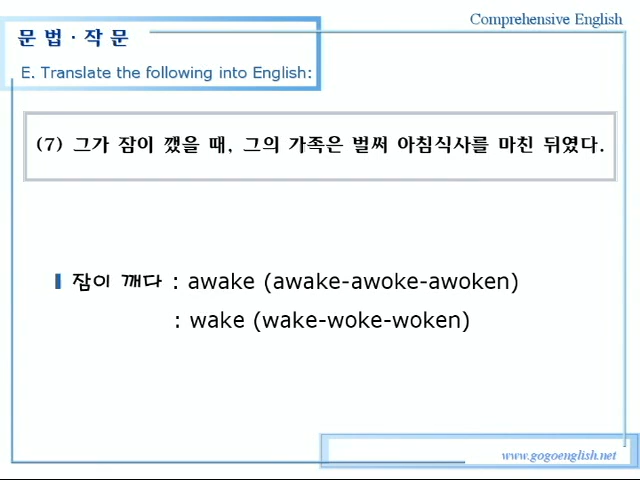 Comprehensive English
문 법 · 작 문
E. Translate the following into English:
(7) 그가 잠이 깼을 때, 그의 가족은 벌써 아침식사를 마친 뒤였다.
잠이 깨다 : awake (awake-awoke-awoken)
: wake (wake-woke-woken)
www.gogoenglish.net